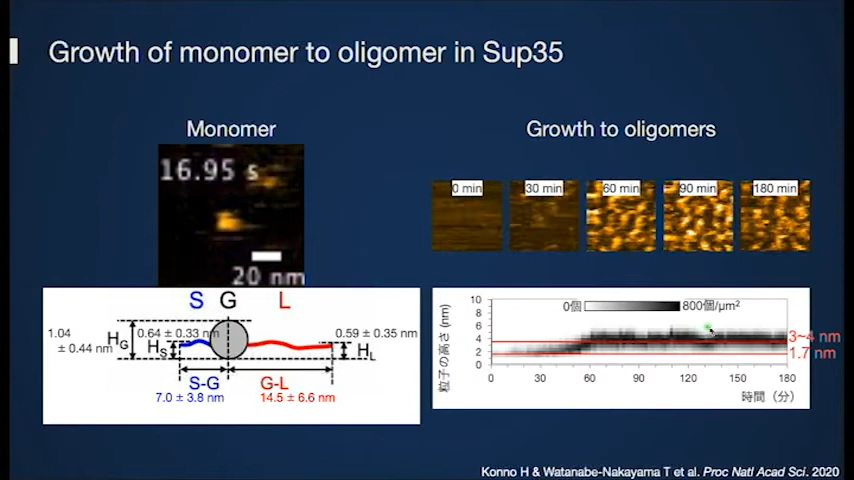 Growth of monomer to oligomer in Sup35
Monomer
16.95 s
20 nm
S G L
1.04
± 0.44 nm
HG
0.64 ± 0.33 nm
HS
0.59 ± 0.35 nm
HL
S-G
G-L
7.0 ± 3.8 nm
14.5 ± 6.6 nm
Growth to oligomers
0 min 30 min 60 min 90 min 180 min
粒子の高さ (nm)
10
8
6
4
2
0
0個 800個/μm²
3~4 nm
1.7 nm
0 30 60 90 120 150 180
時間（分）
Konno H & Watanabe-Nakayama T et al. Proc Natl Acad Sci. 2020